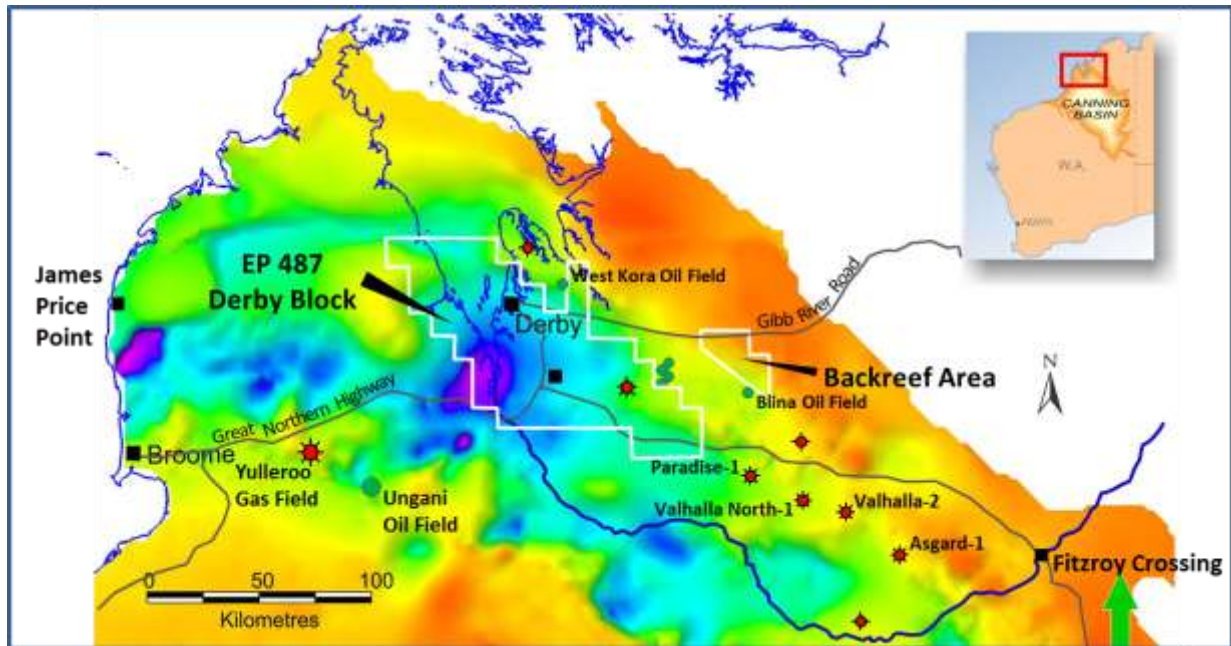 CANNING
BASIN
W.A.
James
Price
Point
EP 487
Derby Block
West Kora Oil Field
Derby
Gibb River Road
Backreef Area
Blina Oil Field
N
Great Northern Highway
Broome
Yulleroo
Gas Field
Ungani
Oil Field
Paradise-1
Valhalla North-1
Valhalla-2
Asgard-1
Fitzroy Crossing
0 50 100
Kilometres